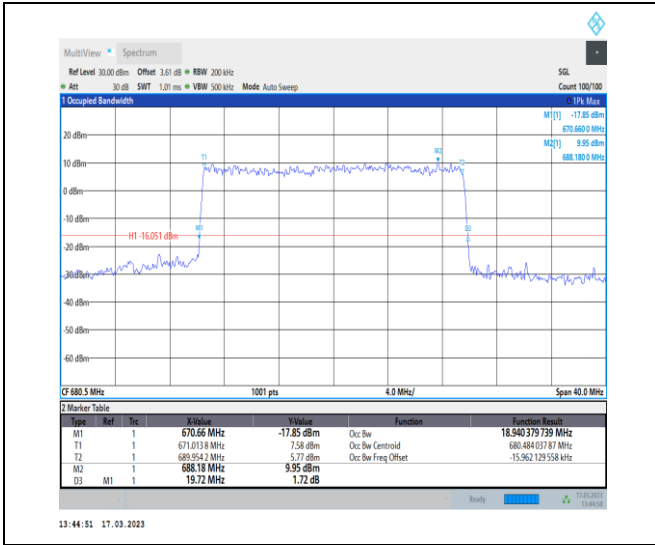 MultiView Spectrum
Ref Level 30.00 dBm Offset 3.61 dB RBW 200 kHz SGL
Att 30 dB SWT 1.01 ms VBW 500 kHz Mode Auto Sweep Count 100/100
1 Occupied Bandwidth 1Pk Max
M1[1] -17.85 dBm
670.660 0 MHz
M2[1] 9.95 dBm
688.180 0 MHz
20 dBm
M2
T1
10 dBm
0 dBm
-10 dBm
M1 D3
H1 -16.051 dBm
-30 dBm
-40 dBm
-50 dBm
-60 dBm
CF 680.5 MHz 1001 pts 4.0 MHz/ Span 40.0 MHz
2 Marker Table
Type Ref Trc X-Value Y-Value Function Function Result
M1 1 670.66 MHz -17.85 dBm Occ Bw 18.940 379 739 MHz
T1 1 671.013 8 MHz 7.58 dBm Occ Bw Centroid 680.484 037 87 MHz
T2 1 689.954 2 MHz 5.77 dBm Occ Bw Freq Offset -15.962 129 558 kHz
M2 1 688.18 MHz 9.95 dBm
D3 M1 1 19.72 MHz 1.72 dB
Ready 17.03.2023
13:44:50
13:44:51 17.03.2023